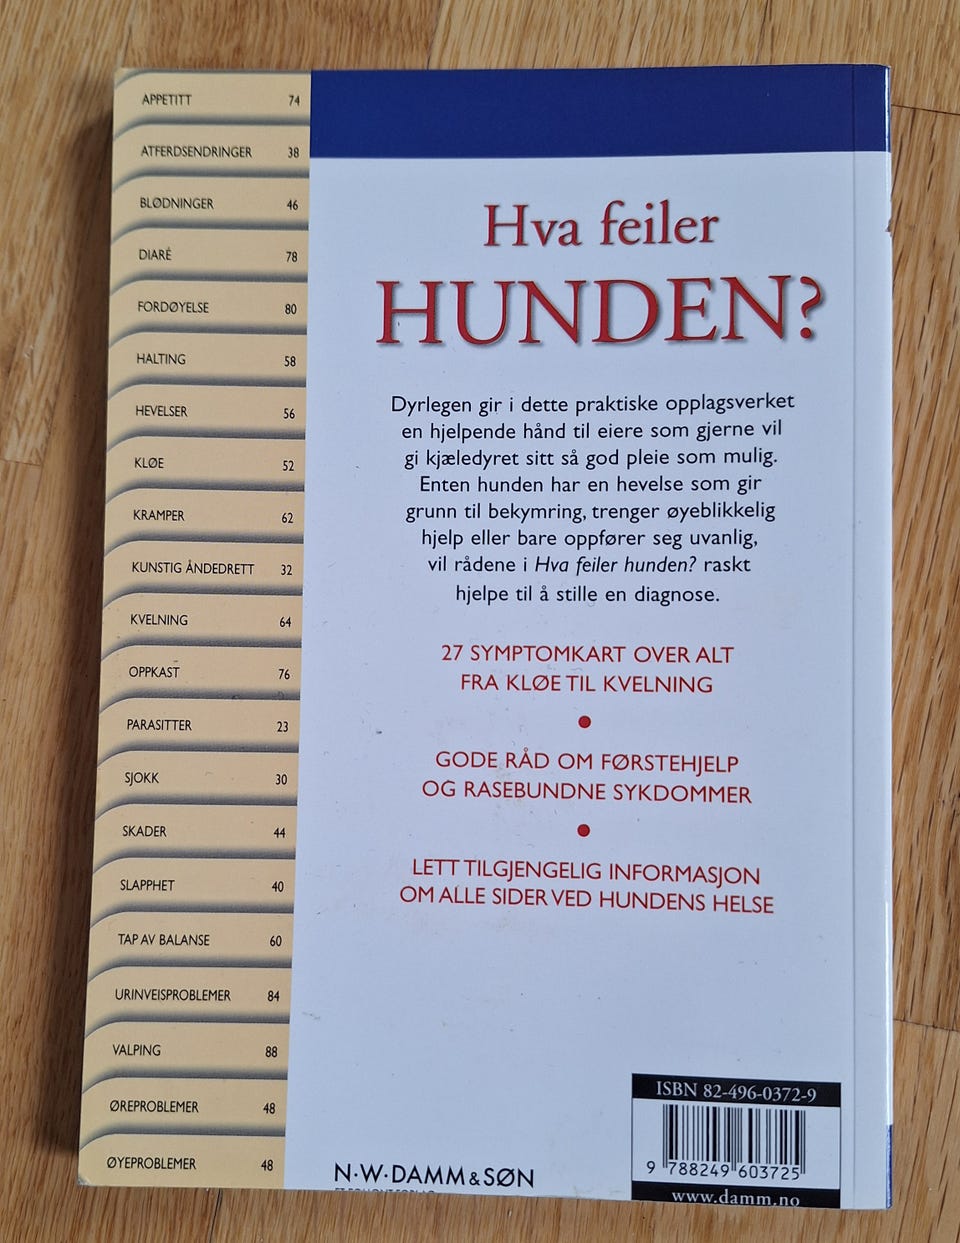 APPETITT 74
ATFERDSENDRINGER 38
BLØDNINGER 46
DIARÉ 78
FORDØYELSE 80
HALTING 58
HEVELSER 56
KLØE 52
KRAMPER 62
KUNSTIG ÅNDEDRETT 32
KVELNING 64
OPPKAST 76
PARASITTER 23
SJOKK 30
SKADER 44
SLAPPHET 40
TAP AV BALANSE 60
URINVEISPROBLEMER 84
VALPING 88
ØREPROBLEMER 48
ØYEPROBLEMER 48
Hva feiler
HUNDEN?
Dyrlegen gir i dette praktiske opplagsverket
en hjelpende hånd til eiere som gjerne vil
gi kjæledyret sitt så god pleie som mulig.
Enten hunden har en hevelse som gir
grunn til bekymring, trenger øyeblikkelig
hjelp eller bare oppfører seg uvanlig,
vil rådene i Hva feiler hunden? raskt
hjelpe til å stille en diagnose.
27 SYMPTOMKART OVER ALT
FRA KLØE TIL KVELNING
•
GODE RÅD OM FØRSTEHJELP
OG RASEBUNDNE SYKDOMMER
•
LETT TILGJENGELIG INFORMASJON
OM ALLE SIDER VED HUNDENS HELSE
N·W·DAMM & SØN
ISBN 82-496-0372-9
9 788249 603725
www.damm.no